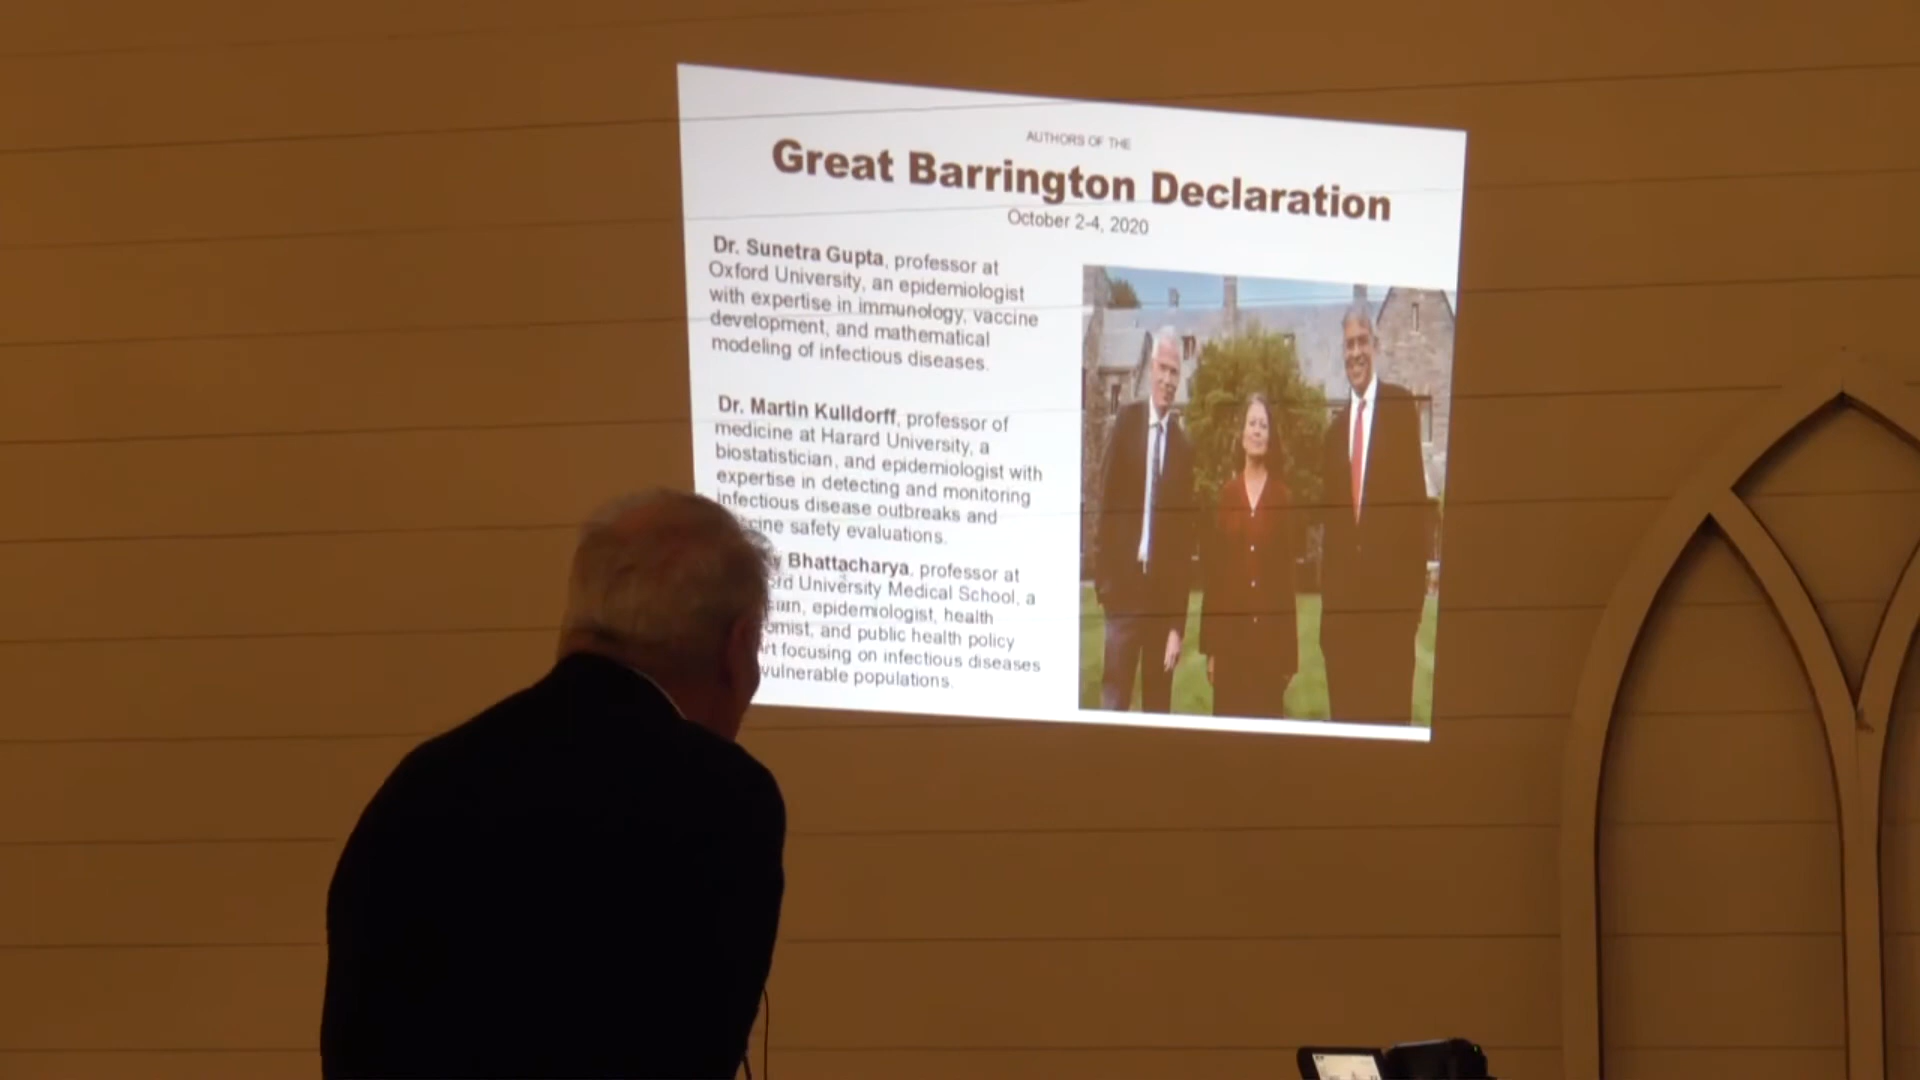 AUTHORS OF THE
Great Barrington Declaration
October 2-4, 2020
Dr. Sunetra Gupta, professor at
Oxford University, an epidemiologist
with expertise in immunology, vaccine
development, and mathematical
modeling of infectious diseases.
Dr. Martin Kulldorff, professor of
medicine at Harard University, a
biostatistician, and epidemiologist with
expertise in detecting and monitoring
infectious disease outbreaks and
safety evaluations.
Bhattacharya, professor at
University Medical School, a
epidemiologist, health
and public health policy
focusing on infectious diseases
vulnerable populations.